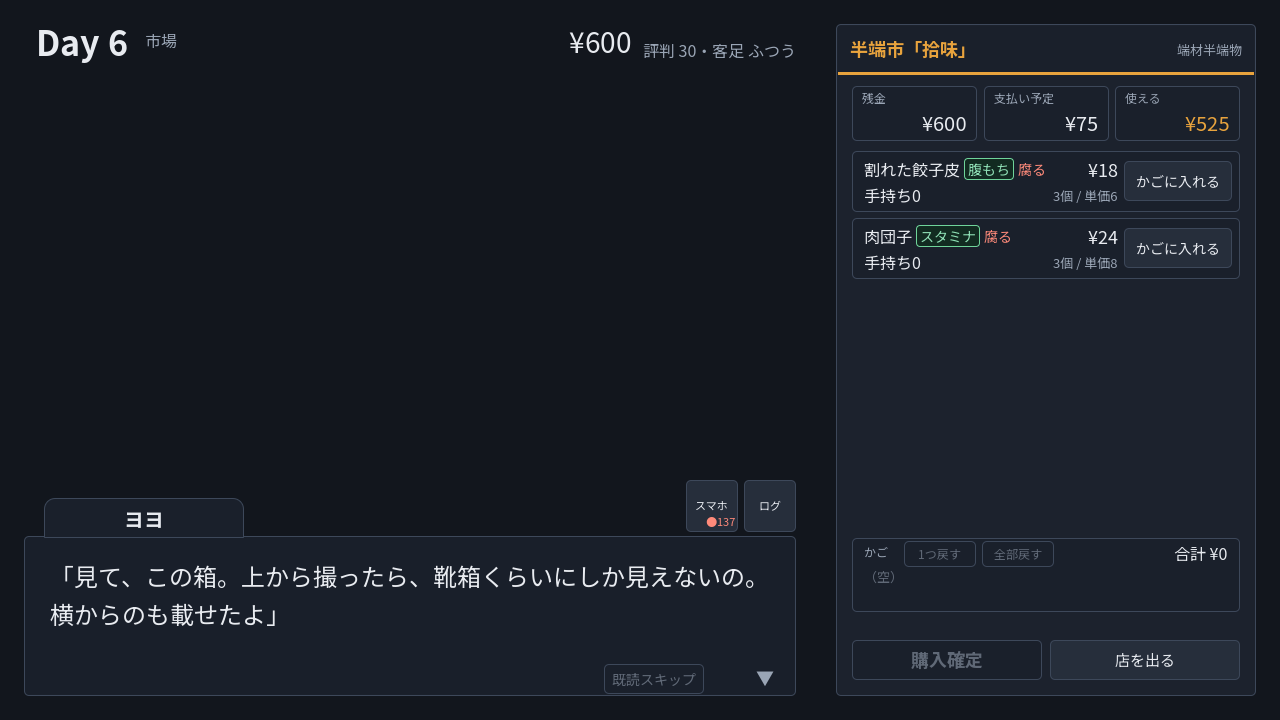 Day 6 市場
¥600 評判 30・客足 ふつう
半端市「拾味」 端材半端物
残金 支払い予定 使える
¥600 ¥75 ¥525
割れた餃子皮 腹もち 腐る ¥18 かごに入れる
手持ち0 3個 / 単価6
肉団子 スタミナ 腐る ¥24 かごに入れる
手持ち0 3個 / 単価8
スマホ ログ
●137
ヨヨ
「見て、この箱。上から撮ったら、靴箱くらいにしか見えないの。
横からのも載せたよ」
既読スキップ ▼
かご 1つ戻す 全部戻す 合計 ¥0
（空）
購入確定 店を出る